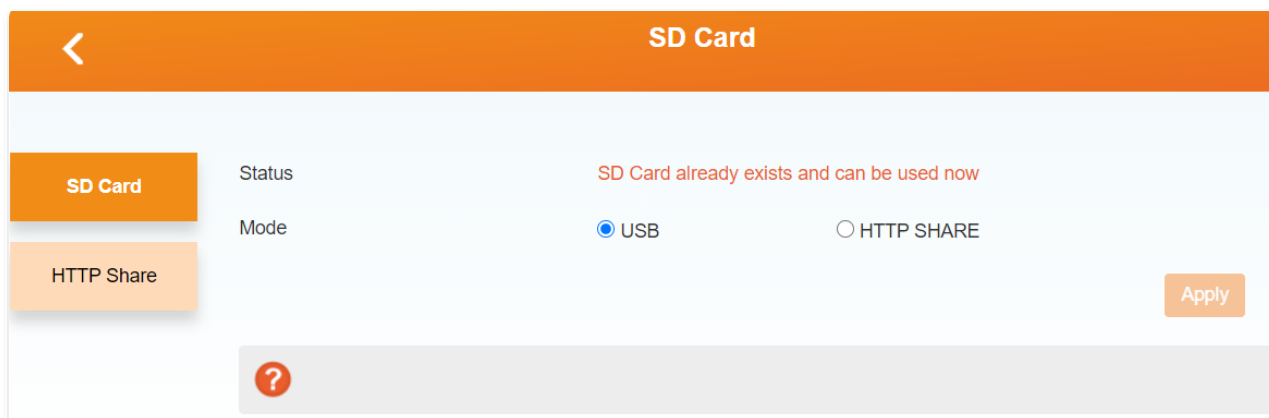 SD Card
SD Card
HTTP Share
Status
SD Card already exists and can be used now
Mode
USB
HTTP SHARE
Apply
?